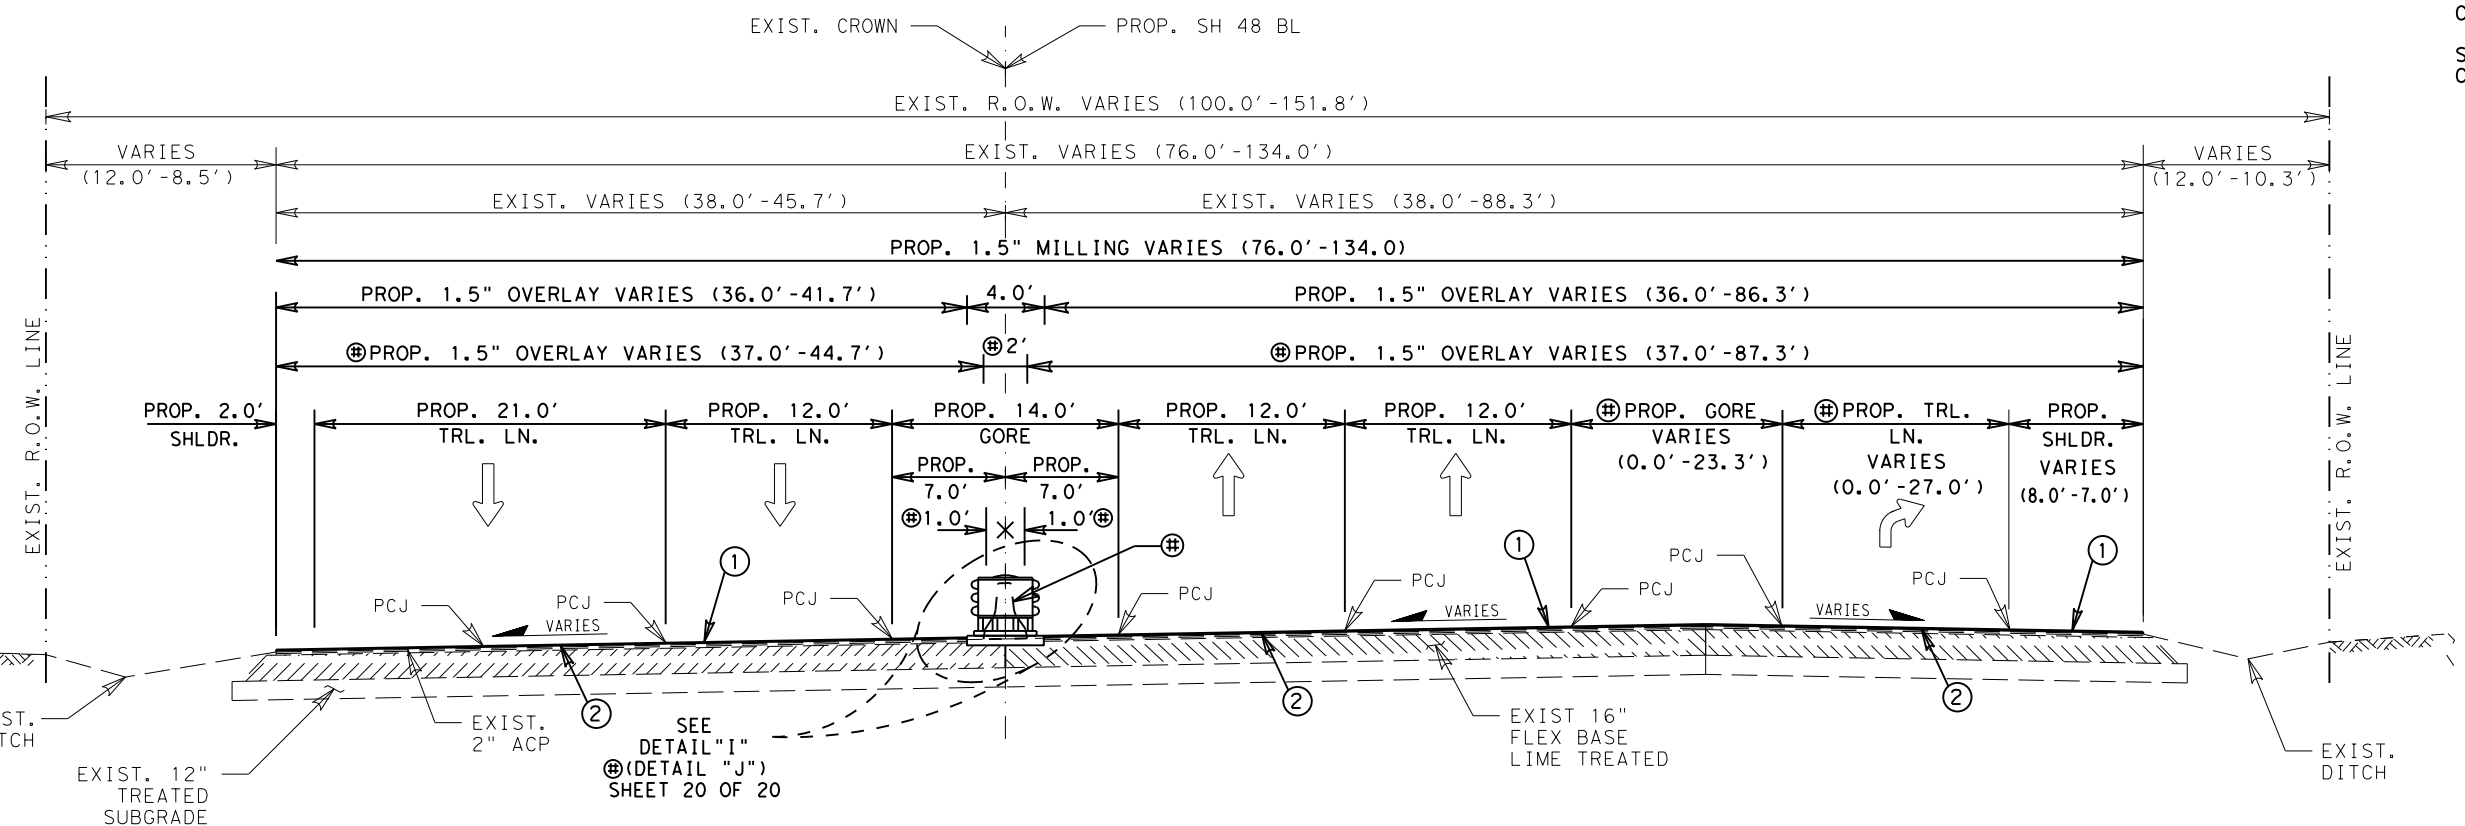 EXIST. CROWN
PROP. SH 48 BL
EXIST. R.O.W. VARIES (100.0'-151.8')
VARIES
(12.0'-8.5')
EXIST. VARIES (76.0'-134.0')
VARIES
(12.0'-10.3')
EXIST. VARIES (38.0'-45.7')
EXIST. VARIES (38.0'-88.3')
PROP. 1.5" MILLING VARIES (76.0'-134.0)
PROP. 1.5" OVERLAY VARIES (36.0'-41.7')
4.0'
PROP. 1.5" OVERLAY VARIES (36.0'-86.3')
# PROP. 1.5" OVERLAY VARIES (37.0'-44.7')
# 2'
# PROP. 1.5" OVERLAY VARIES (37.0'-87.3')
EXIST. R.O.W. LINE
EXIST. R.O.W. LINE
PROP. 2.0'
SHLDR.
PROP. 21.0'
TRL. LN.
PROP. 12.0'
TRL. LN.
PROP. 14.0'
GORE
PROP. 12.0'
TRL. LN.
PROP. 12.0'
TRL. LN.
# PROP. GORE
VARIES
(0.0'-23.3')
# PROP. TRL.
LN.
VARIES
(0.0'-27.0')
PROP.
SHLDR.
VARIES
(8.0'-7.0')
PROP.
7.0'
PROP.
7.0'
# 1.0'
1.0' #
#
1
1
1
PCJ
PCJ
PCJ
PCJ
PCJ
PCJ
PCJ
PCJ
VARIES
VARIES
VARIES
2
2
2
EXIST.
2" ACP
SEE
DETAIL"I"
# (DETAIL "J")
SHEET 20 OF 20
EXIST 16"
FLEX BASE
LIME TREATED
EXIST. 12"
TREATED
SUBGRADE
ST.
TCH
EXIST.
DITCH